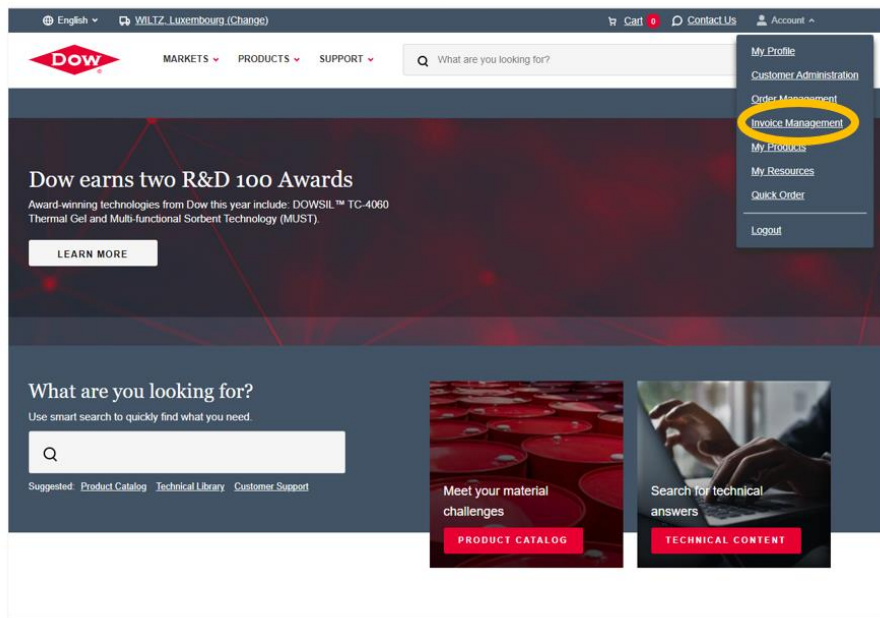 English
WILTZ, Luxembourg (Change)
Cart 0
Contact Us
Account
DOW
MARKETS
PRODUCTS
SUPPORT
What are you looking for?
My Profile
Customer Administration
Order Management
Invoice Management
My Products
My Resources
Quick Order
Logout
Dow earns two R&D 100 Awards
Award-winning technologies from Dow this year include: DOWSIL™ TC-4060
Thermal Gel and Multi-functional Sorbent Technology (MUST).
LEARN MORE
What are you looking for?
Use smart search to quickly find what you need.
Suggested: Product Catalog Technical Library Customer Support
Meet your material
challenges
PRODUCT CATALOG
Search for technical
answers
TECHNICAL CONTENT